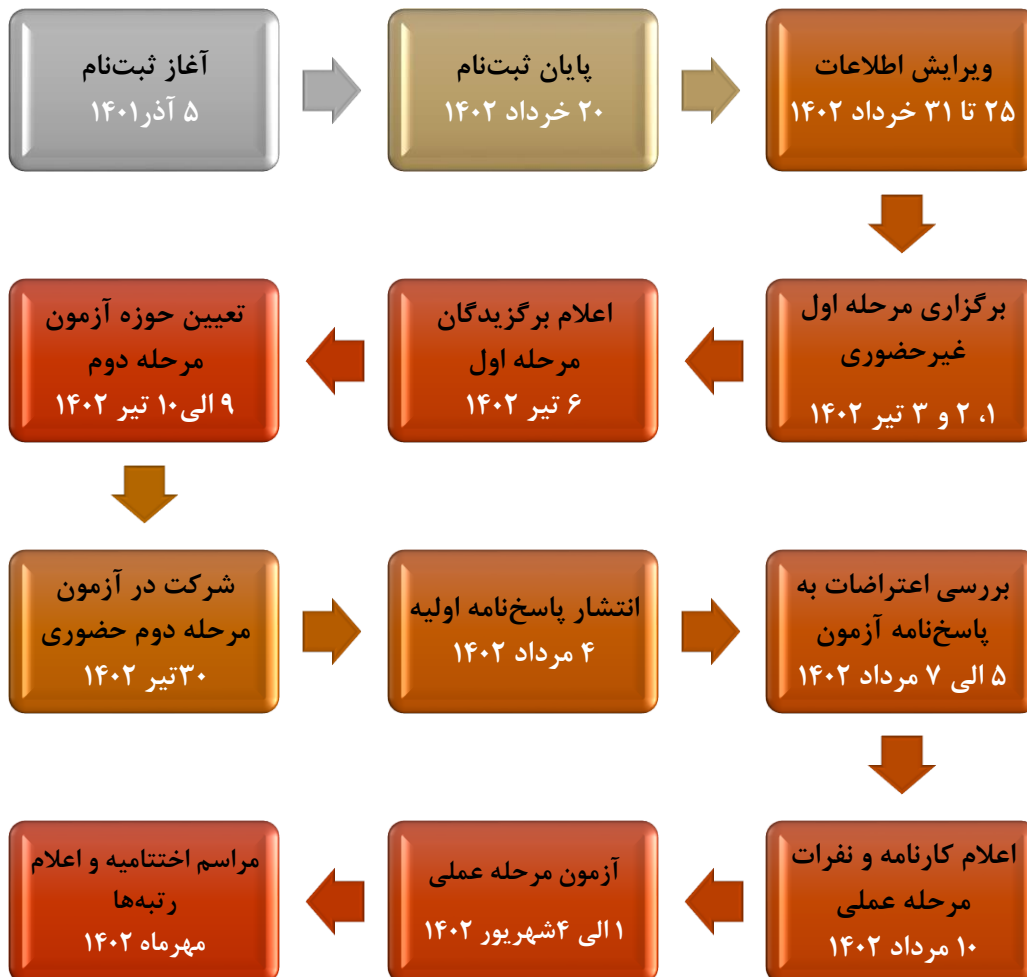 آغاز ثبت‌نام
۵ آذر۱۴۰۱
پایان ثبت‌نام
۲۰ خرداد ۱۴۰۲
ویرایش اطلاعات
۲۵ تا ۳۱ خرداد ۱۴۰۲
برگزاری مرحله اول
غیرحضوری
۱، ۲ و ۳ تیر ۱۴۰۲
اعلام برگزیدگان
مرحله اول
۶ تیر ۱۴۰۲
تعیین حوزه آزمون
مرحله دوم
۹ الی۱۰ تیر ۱۴۰۲
شرکت در آزمون
مرحله دوم حضوری
۳۰تیر ۱۴۰۲
انتشار پاسخ‌نامه اولیه
۴ مرداد ۱۴۰۲
بررسی اعتراضات به
پاسخ‌نامه آزمون
۵ الی ۷ مرداد ۱۴۰۲
اعلام کارنامه و نفرات
مرحله عملی
۱۰ مرداد ۱۴۰۲
آزمون مرحله عملی
۱ الی ۴شهریور ۱۴۰۲
مراسم اختتامیه و اعلام
رتبه‌ها
مهرماه ۱۴۰۲